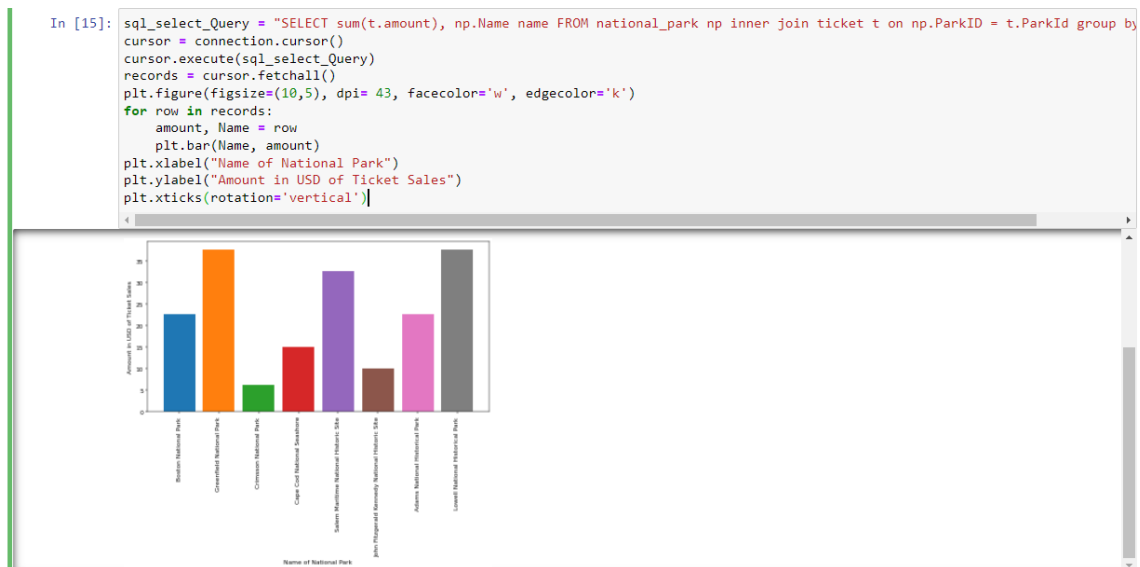 In [15]: sql_select_Query = "SELECT sum(t.amount), np.Name name FROM national_park np inner join ticket t on np.ParkID = t.ParkId group by
cursor = connection.cursor()
cursor.execute(sql_select_Query)
records = cursor.fetchall()
plt.figure(figsize=(10,5), dpi= 43, facecolor='w', edgecolor='k')
for row in records:
    amount, Name = row
    plt.bar(Name, amount)
plt.xlabel("Name of National Park")
plt.ylabel("Amount in USD of Ticket Sales")
plt.xticks(rotation='vertical')
Amount in USD of Ticket Sales
35
30
25
20
15
10
5
0
Boston National Park
Greenfield National Park
Crimsson National Park
Cape Cod National Seashore
Salem Maritime National Historic Site
John Fitzgerald Kennedy National Historic Site
Adams National Historical Park
Lowell National Historical Park
Name of National Park